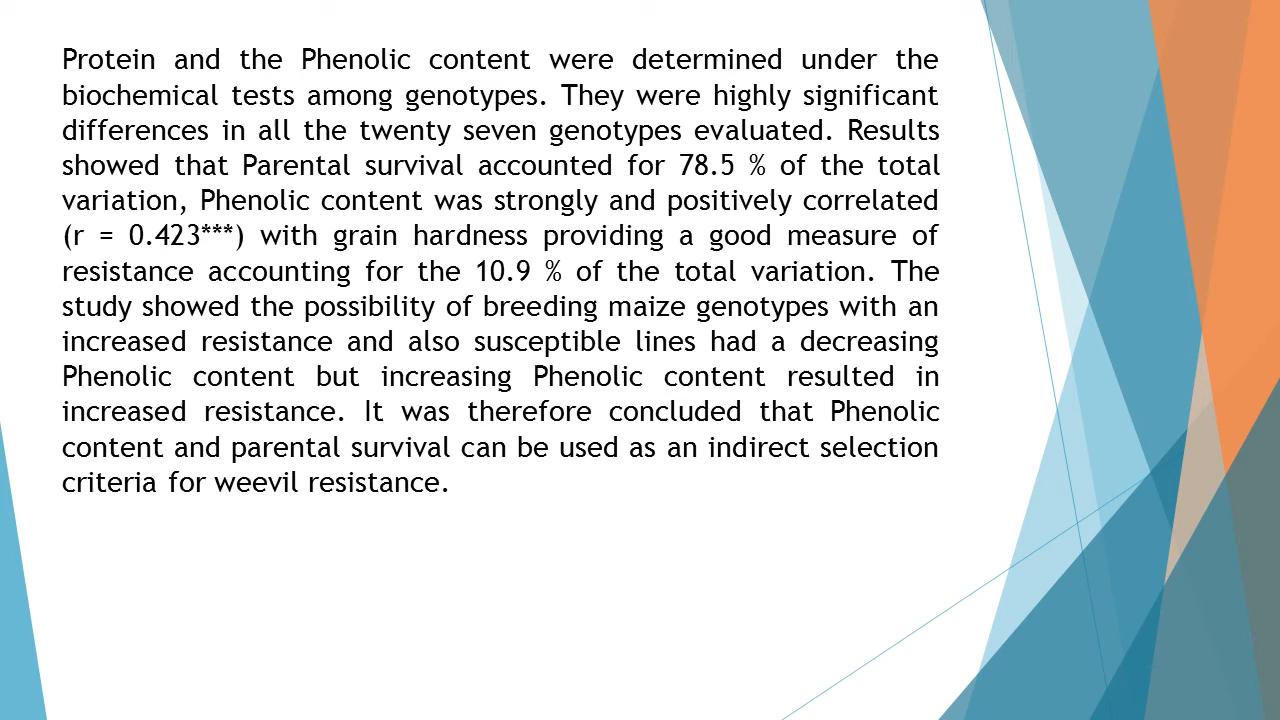 Protein and the Phenolic content were determined under the
biochemical tests among genotypes. They were highly significant
differences in all the twenty seven genotypes evaluated. Results
showed that Parental survival accounted for 78.5 % of the total
variation, Phenolic content was strongly and positively correlated
(r = 0.423***) with grain hardness providing a good measure of
resistance accounting for the 10.9 % of the total variation. The
study showed the possibility of breeding maize genotypes with an
increased resistance and also susceptible lines had a decreasing
Phenolic content but increasing Phenolic content resulted in
increased resistance. It was therefore concluded that Phenolic
content and parental survival can be used as an indirect selection
criteria for weevil resistance.